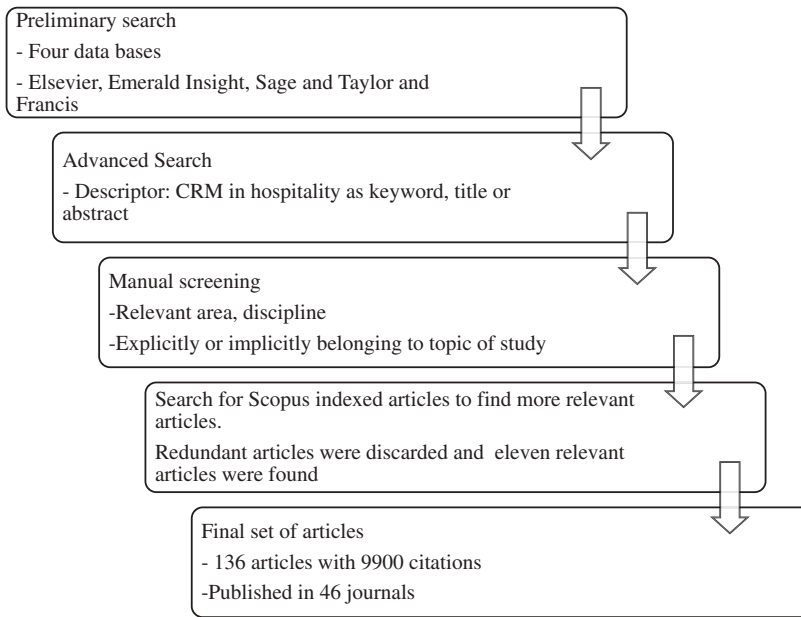 Preliminary search
- Four data bases
- Elsevier, Emerald Insight, Sage and Taylor and
Francis
Advanced Search
- Descriptor: CRM in hospitality as keyword, title or
abstract
Manual screening
-Relevant area, discipline
-Explicitly or implicitly belonging to topic of study
Search for Scopus indexed articles to find more relevant
articles.
Redundant articles were discarded and eleven relevant
articles were found
Final set of articles
- 136 articles with 9900 citations
-Published in 46 journals